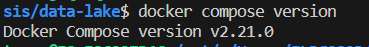 sis/data-lake$ docker compose version
Docker Compose version v2.21.0